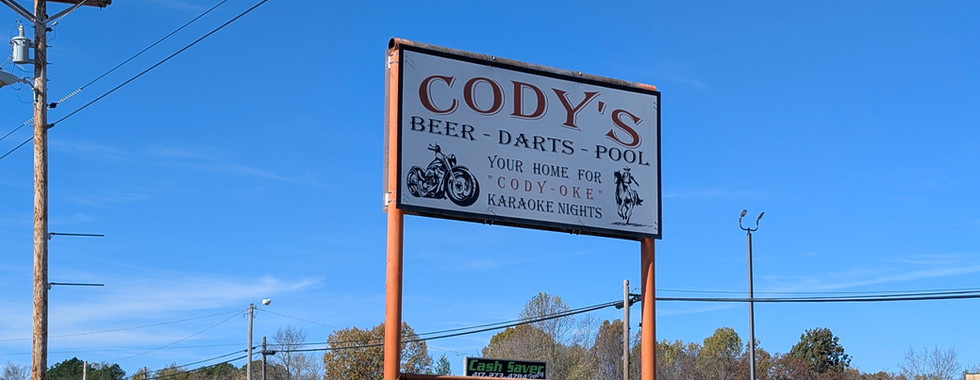 CODY'S
BEER - DARTS - POOL
YOUR HOME FOR
"CODY-OKE"
KARAOKE NIGHTS
Cash Saver